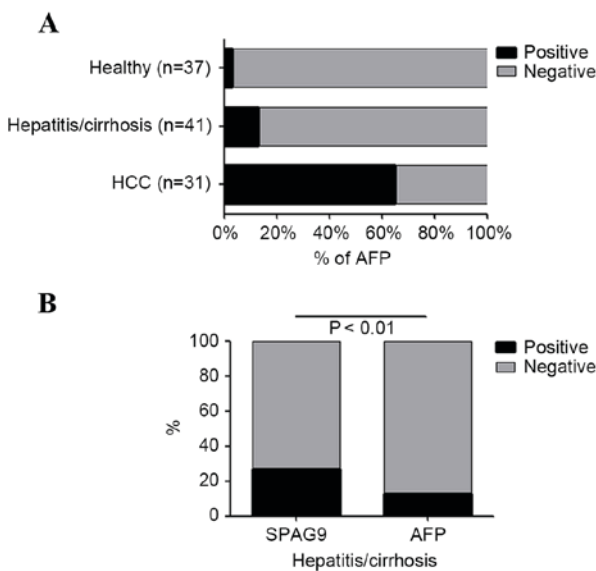 A
Positive
Negative
Healthy (n=37)
Hepatitis/cirrhosis (n=41)
HCC (n=31)
0% 20% 40% 60% 80% 100%
% of AFP
B
P < 0.01
Positive
Negative
100
80
60
40
20
0
%
SPAG9 AFP
Hepatitis/cirrhosis